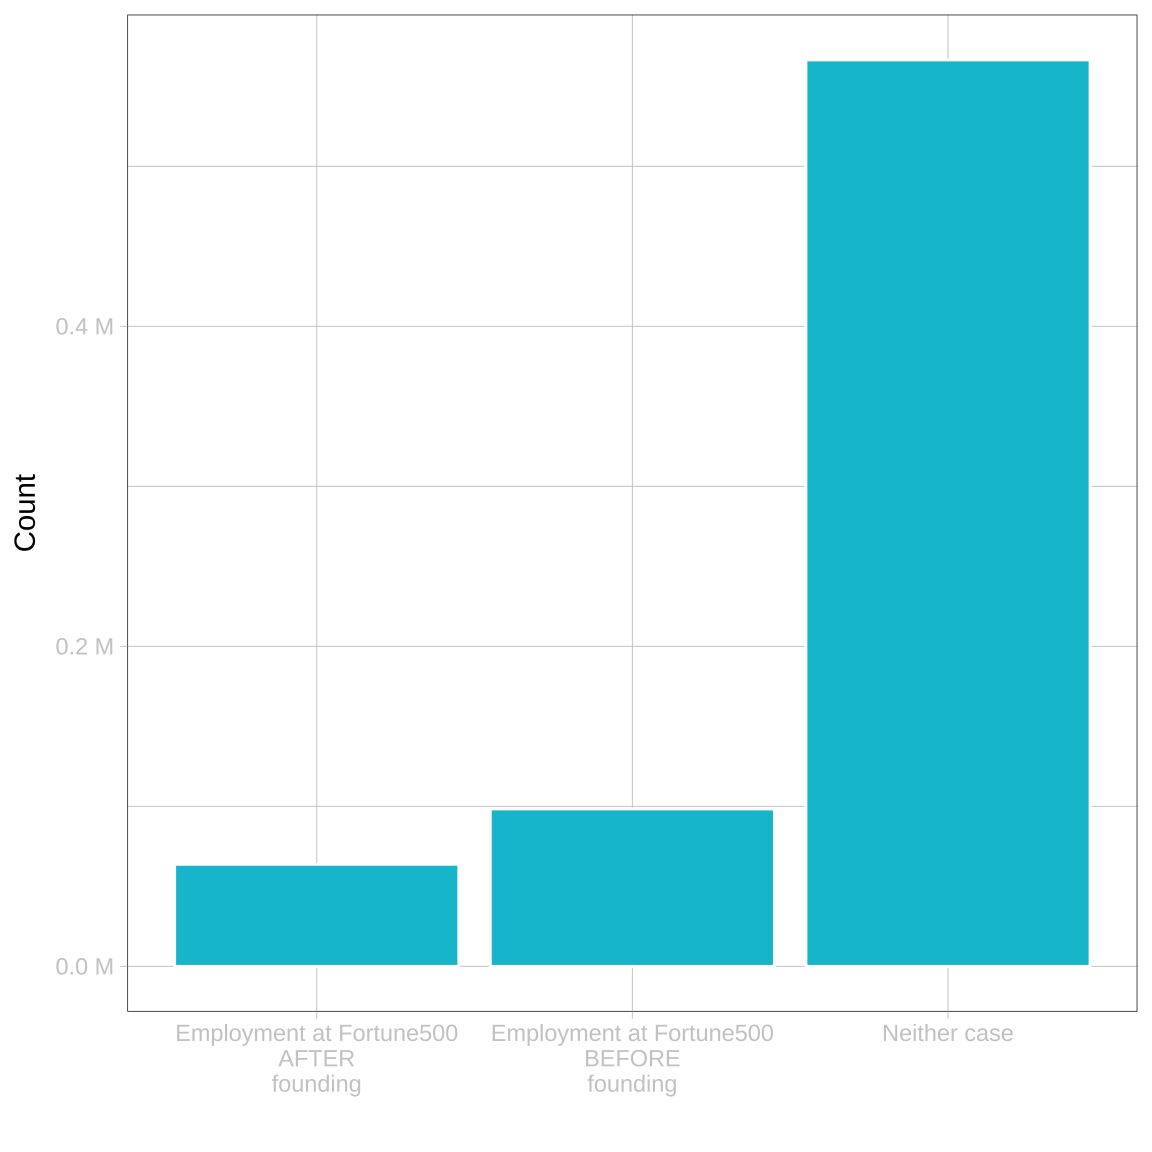 Count
0.4 M
0.2 M
0.0 M
Employment at Fortune500
AFTER
founding
Employment at Fortune500
BEFORE
founding
Neither case